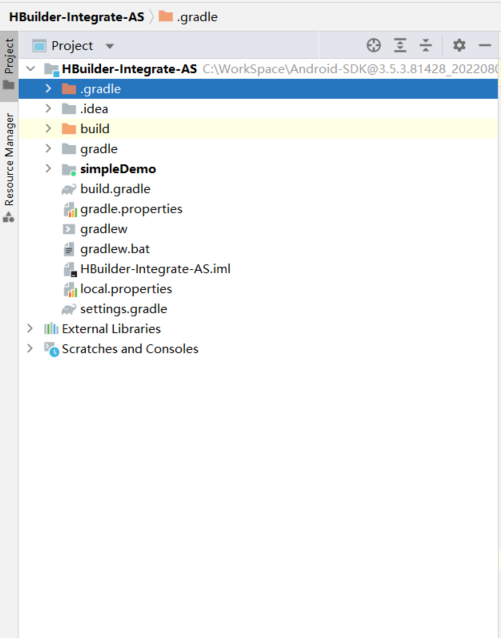 HBuilder-Integrate-AS .gradle
Project
Project
HBuilder-Integrate-AS C:\WorkSpace\Android-SDK@3.5.3.81428_2022080
.gradle
.idea
build
gradle
simpleDemo
build.gradle
gradle.properties
gradlew
gradlew.bat
HBuilder-Integrate-AS.iml
local.properties
settings.gradle
External Libraries
Scratches and Consoles
Resource Manager